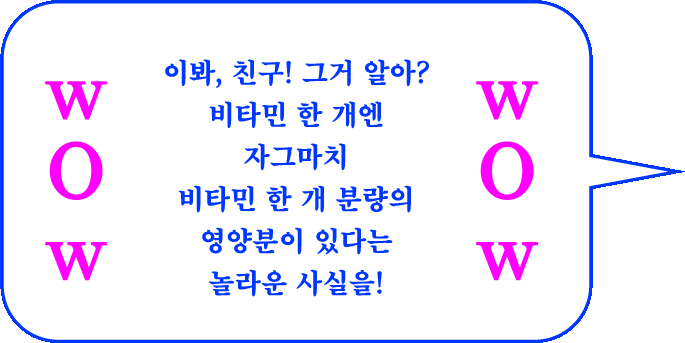 이봐, 친구! 그거 알아?
비타민 한 개엔
자그마치
비타민 한 개 분량의
영양분이 있다는
놀라운 사실을!
w
O
w
w
O
w